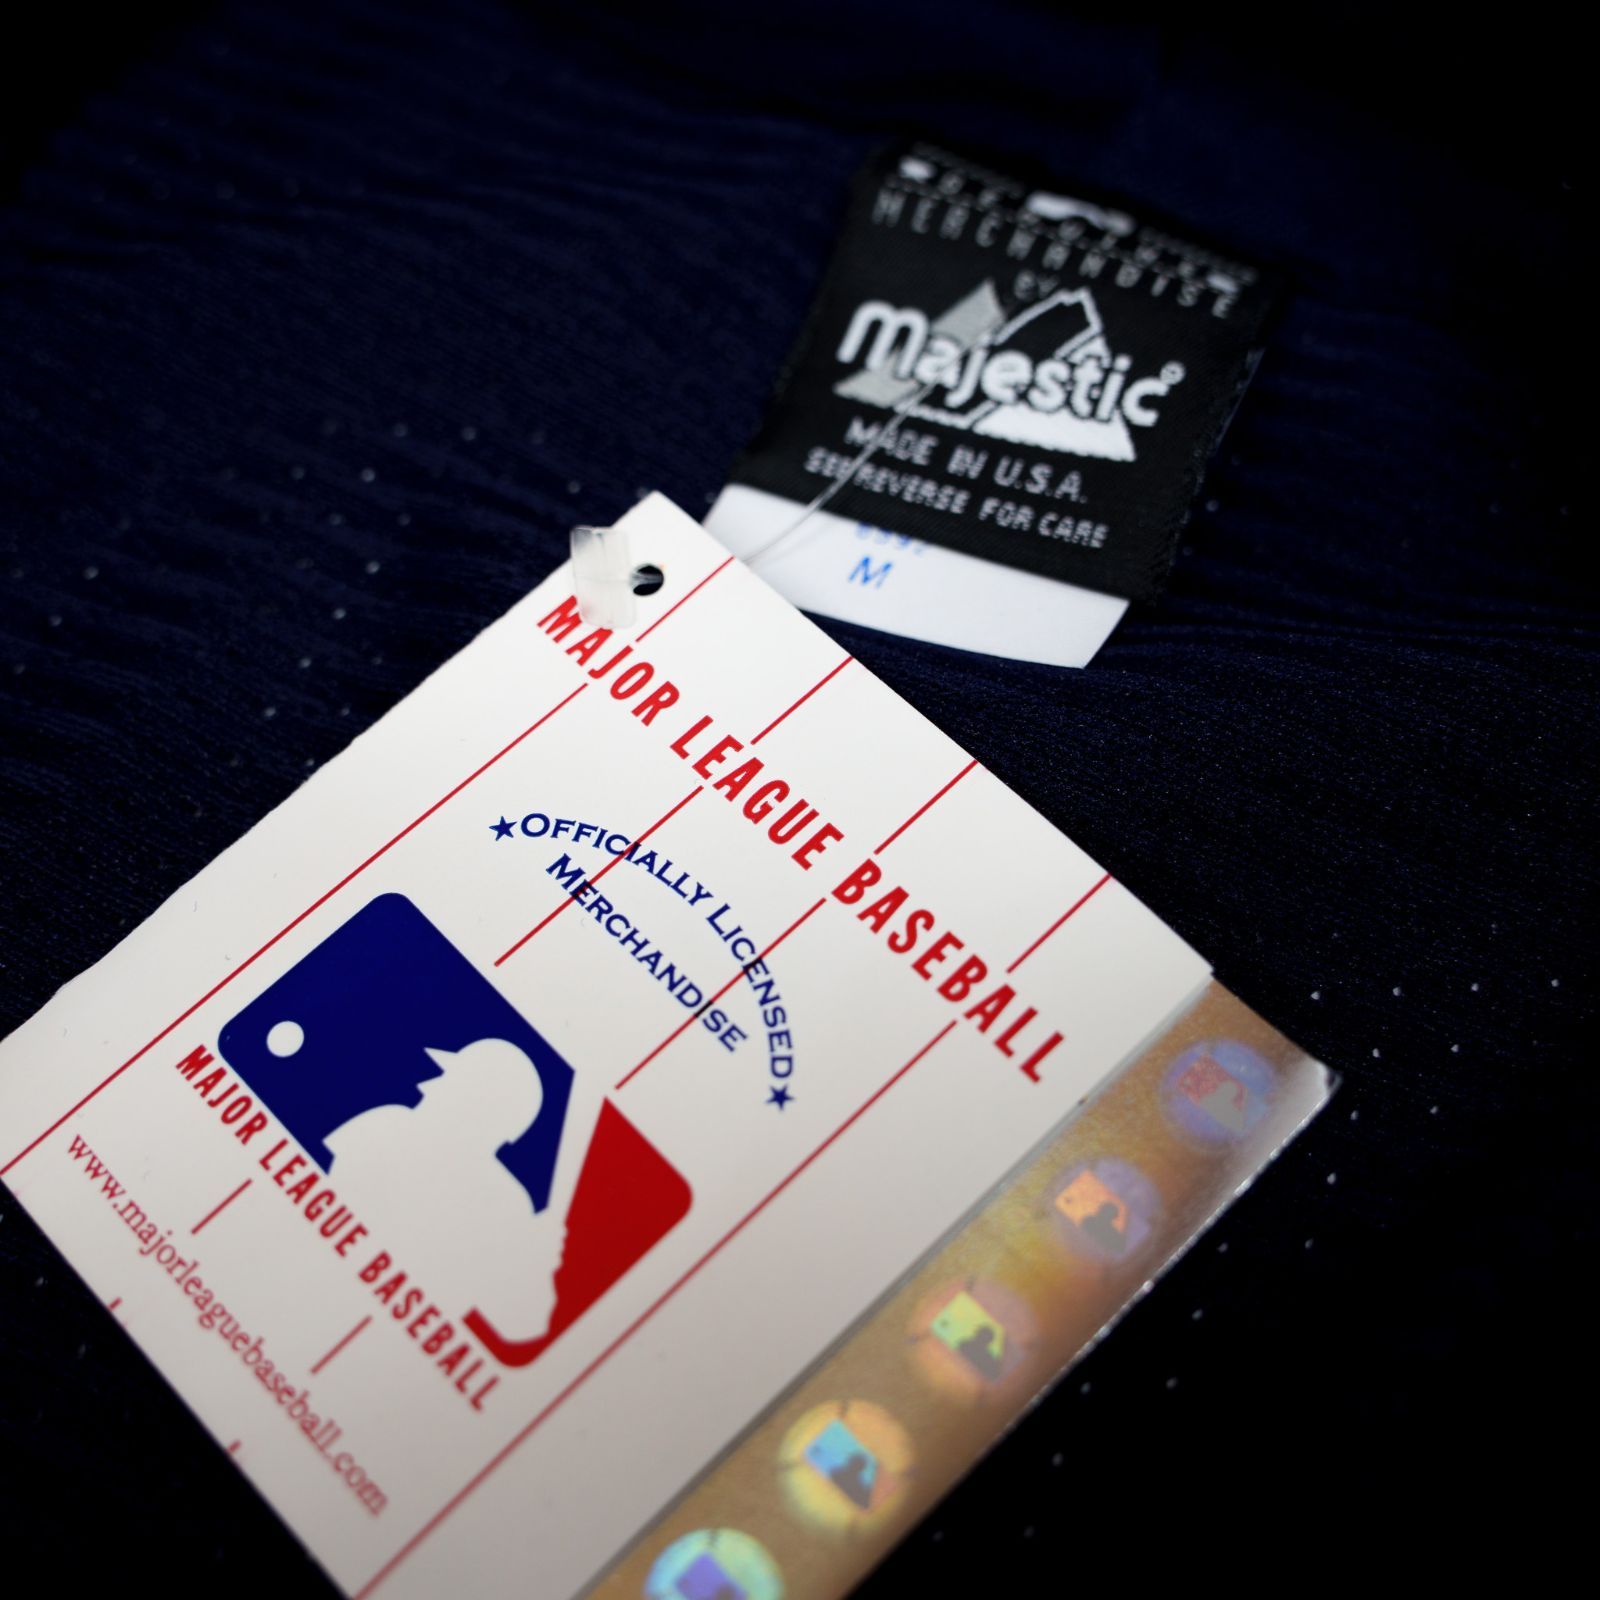 MERCHANDISE
BY
Majestic®
MADE IN U.S.A.
SEE REVERSE FOR CARE
M
MAJOR LEAGUE BASEBALL
★OFFICIALLY LICENSED★
MERCHANDISE
MAJOR LEAGUE BASEBALL
www.majorleaguebaseball.com